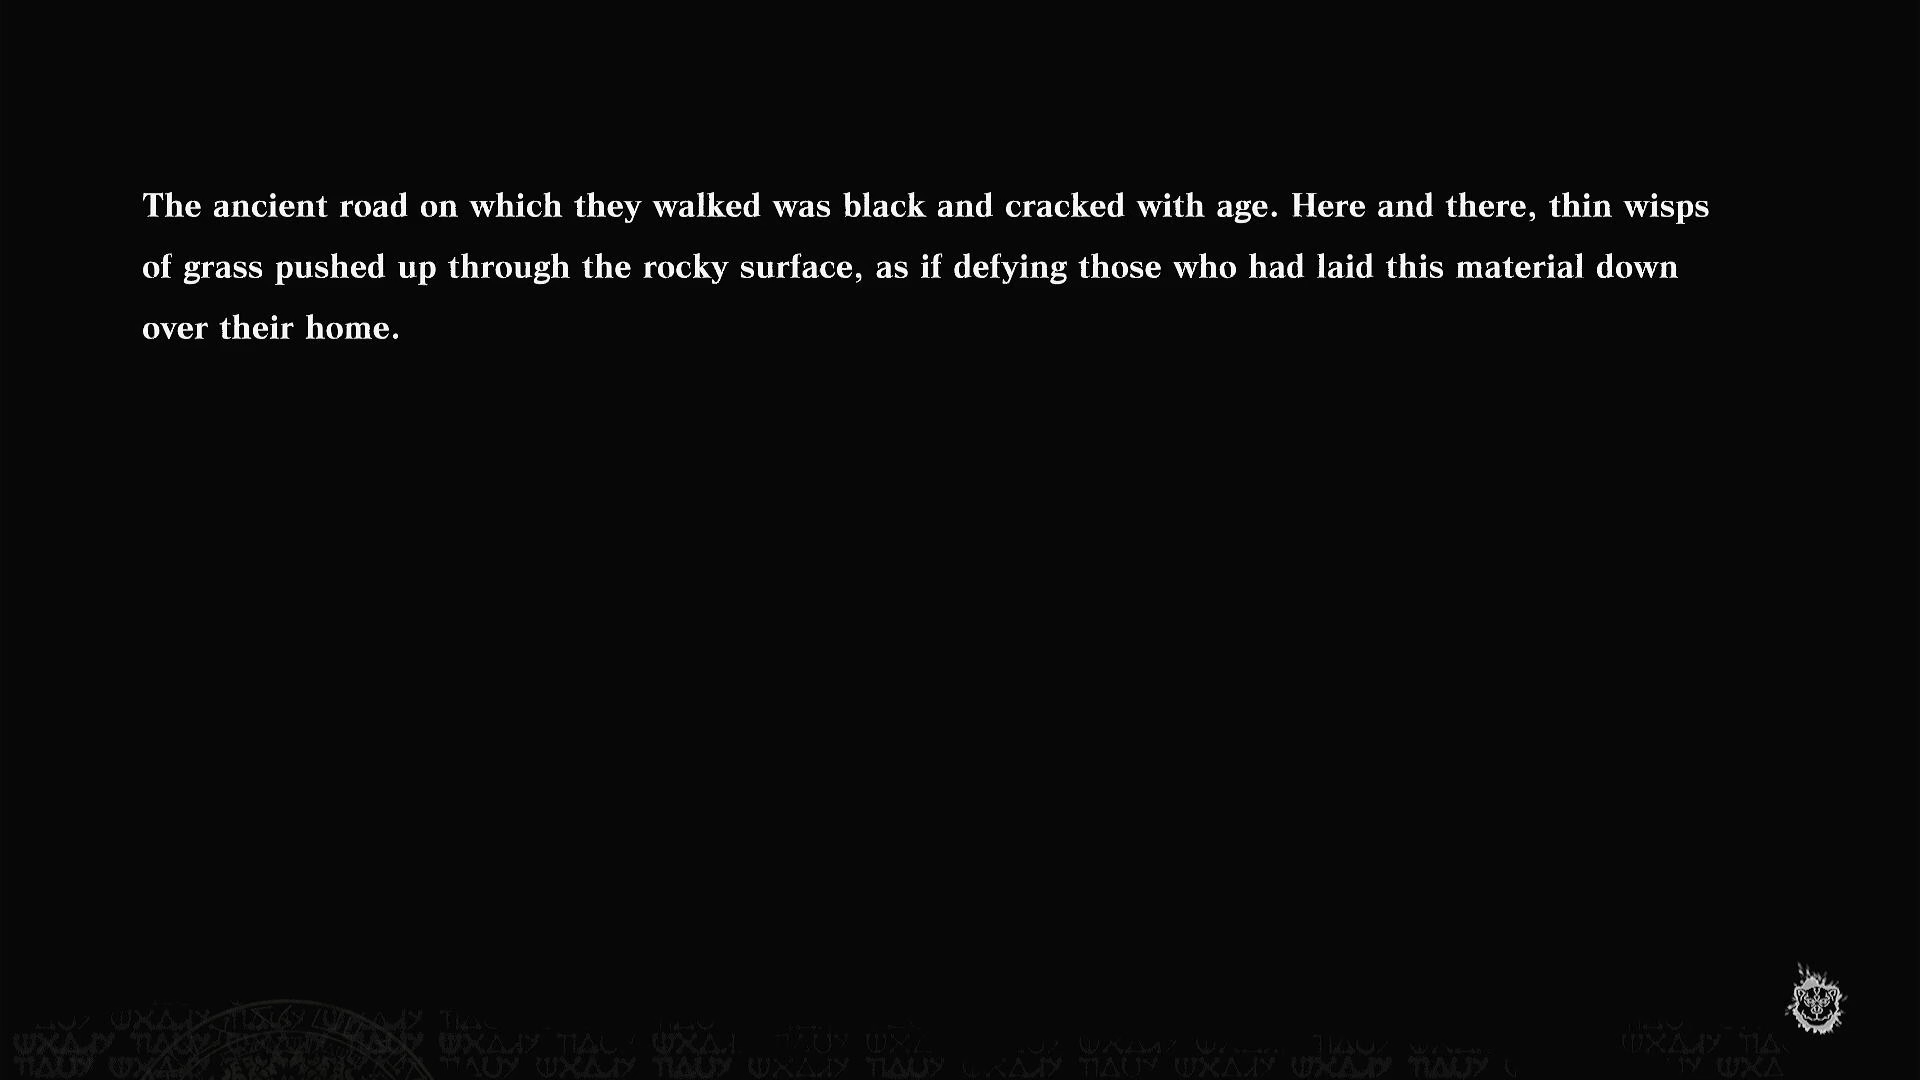 The ancient road on which they walked was black and cracked with age. Here and there, thin wisps
of grass pushed up through the rocky surface, as if defying those who had laid this material down
over their home.